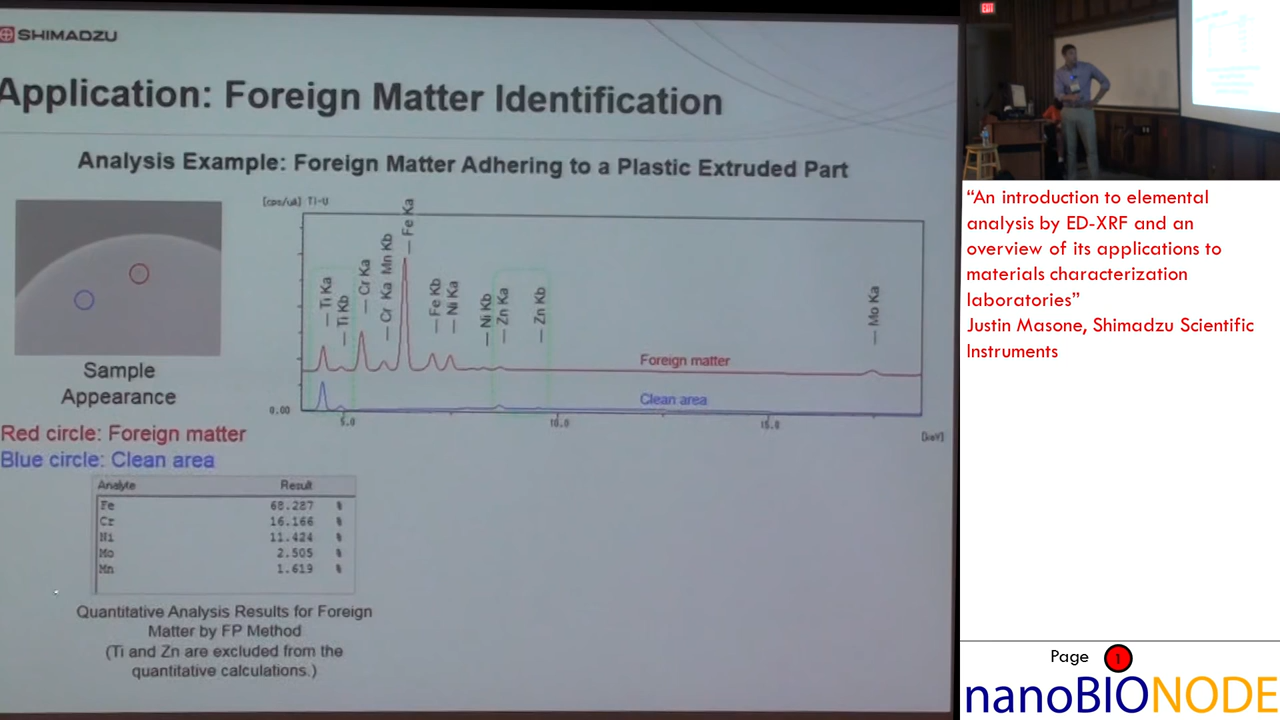 SHIMADZU
Application: Foreign Matter Identification
Analysis Example: Foreign Matter Adhering to a Plastic Extruded Part
[cps/uA] Ti-U
Ti Ka
Ti Kb
Cr Ka
Cr Ka Mn Kb
Fe Ka
Fe Kb
Ni Ka
Ni Kb
Zn Ka
Zn Kb
Mo Ka
Foreign matter
Clean area
0.00
5.0
10.0
15.0
[keV]
Sample
Appearance
Red circle: Foreign matter
Blue circle: Clean area
Analyte Result
Fe 68.287 %
Cr 16.166 %
Ni 11.424 %
Mo 2.505 %
Mn 1.619 %
Quantitative Analysis Results for Foreign
Matter by FP Method
(Ti and Zn are excluded from the
quantitative calculations.)
EXIT
“An introduction to elemental
analysis by ED-XRF and an
overview of its applications to
materials characterization
laboratories”
Justin Masone, Shimadzu Scientific
Instruments
Page 1
nanoBIONODE